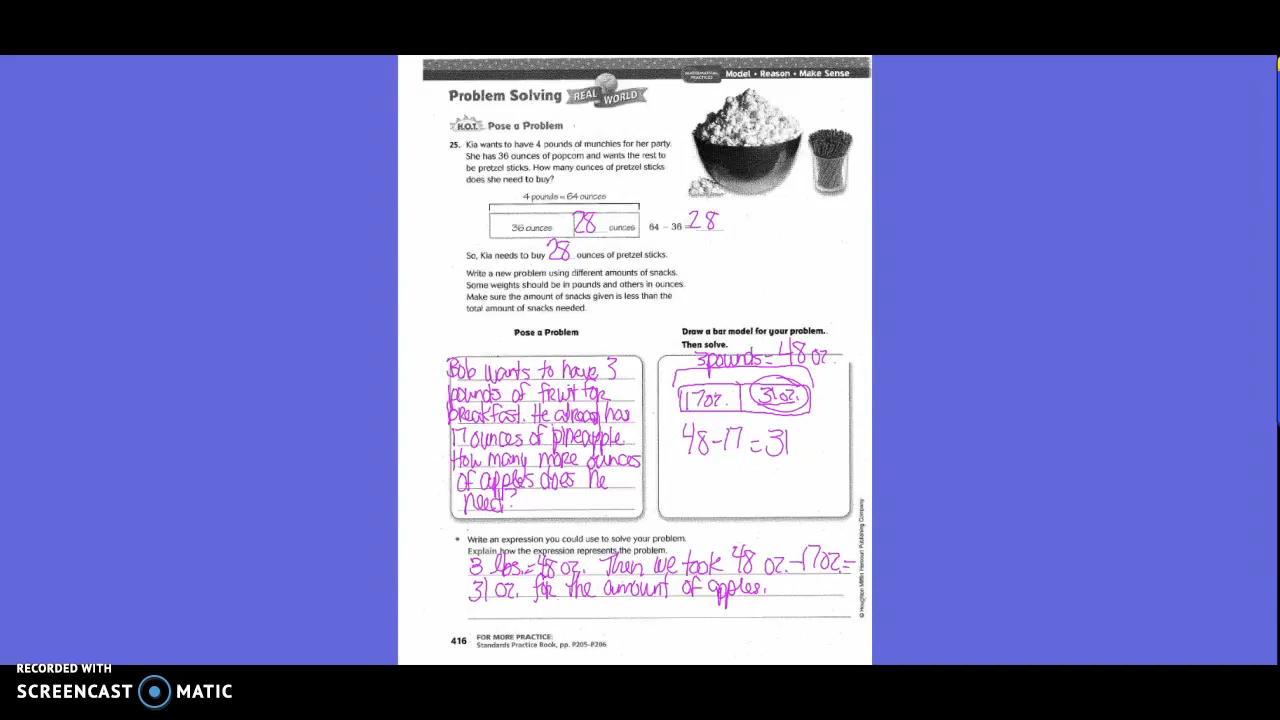 MATHEMATICAL PRACTICES Model • Reason • Make Sense
Problem Solving REAL WORLD
H.O.T. Pose a Problem
25. Kia wants to have 4 pounds of munchies for her party.
She has 36 ounces of popcorn and wants the rest to
be pretzel sticks. How many ounces of pretzel sticks
does she need to buy?
4 pounds = 64 ounces
36 ounces 28 ounces 64 − 36 = 28
So, Kia needs to buy 28 ounces of pretzel sticks.
Write a new problem using different amounts of snacks.
Some weights should be in pounds and others in ounces.
Make sure the amount of snacks given is less than the
total amount of snacks needed.
Pose a Problem
Bob wants to have 3
pounds of fruit for
breakfast. He already has
17 ounces of pineapple.
How many more ounces
of apples does he
need?
Draw a bar model for your problem.
Then solve.
3 pounds = 48 oz.
17 oz. 31 oz.
48 - 17 = 31
• Write an expression you could use to solve your problem.
Explain how the expression represents the problem.
3 lbs. = 48 oz. Then we took 48 oz. - 17 oz. =
31 oz. for the amount of apples.
416 FOR MORE PRACTICE:
Standards Practice Book, pp. P205–P206
© Houghton Mifflin Harcourt Publishing Company
RECORDED WITH
SCREENCAST MATIC